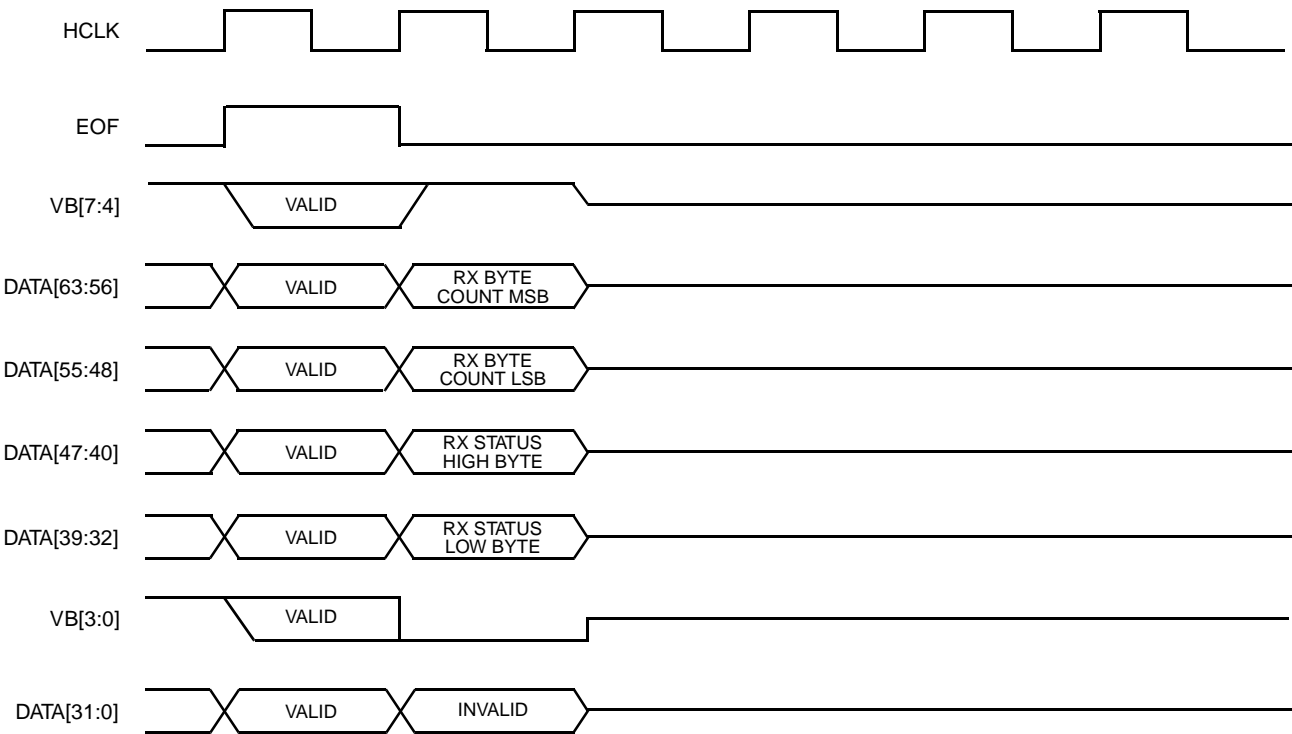 HCLK
EOF
VB[7:4]
VALID
DATA[63:56]
VALID
RX BYTE
COUNT MSB
DATA[55:48]
VALID
RX BYTE
COUNT LSB
DATA[47:40]
VALID
RX STATUS
HIGH BYTE
DATA[39:32]
VALID
RX STATUS
LOW BYTE
VB[3:0]
VALID
DATA[31:0]
VALID
INVALID